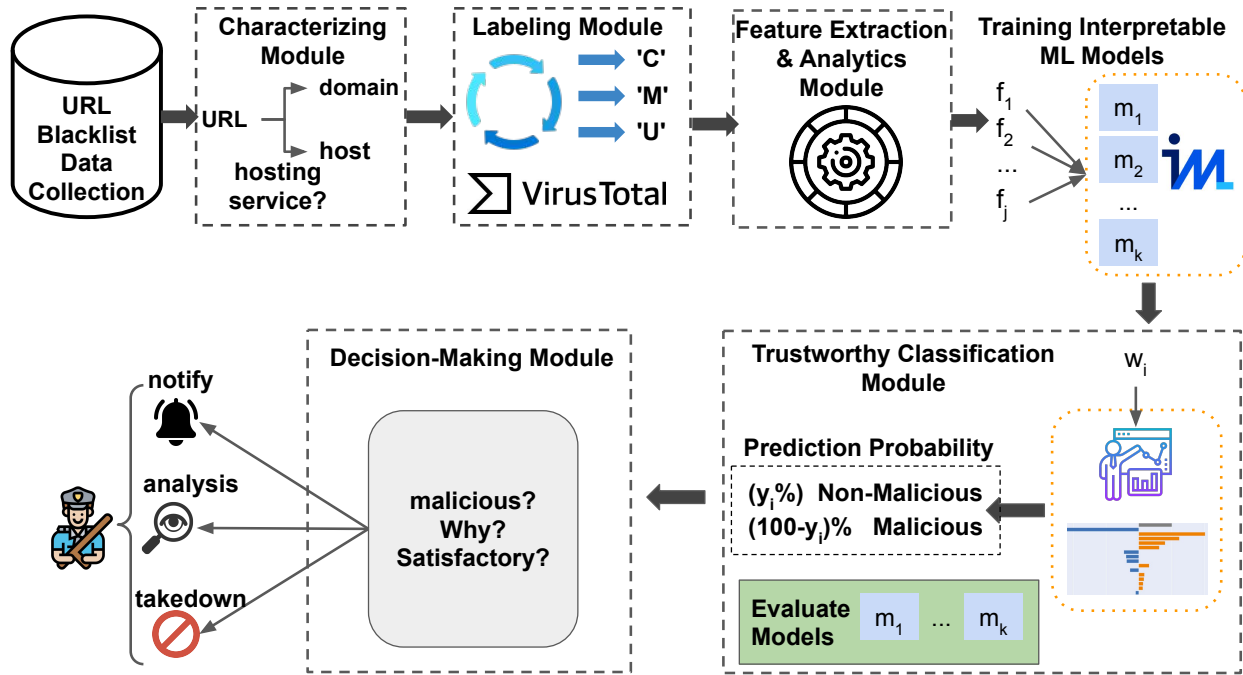 URL
Blacklist
Data
Collection
Characterizing
Module
URL
domain
host
hosting
service?
Labeling Module
'C'
'M'
'U'
VirusTotal
Feature Extraction
& Analytics
Module
Training Interpretable
ML Models
f1
f2
...
fj
m1
m2
...
mk
iML
Trustworthy Classification
Module
wi
Prediction Probability
(yi%) Non-Malicious
(100-yi)% Malicious
Evaluate
Models
m1 ... mk
Decision-Making Module
malicious?
Why?
Satisfactory?
notify
analysis
takedown